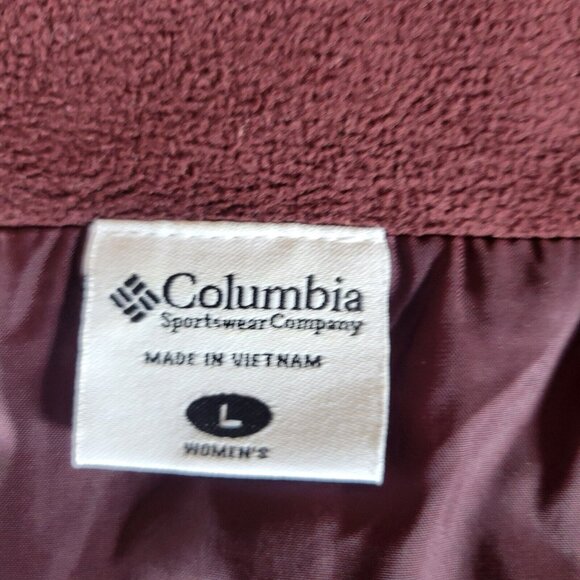 Columbia
Sportswear Company
MADE IN VIETNAM
L
WOMEN'S